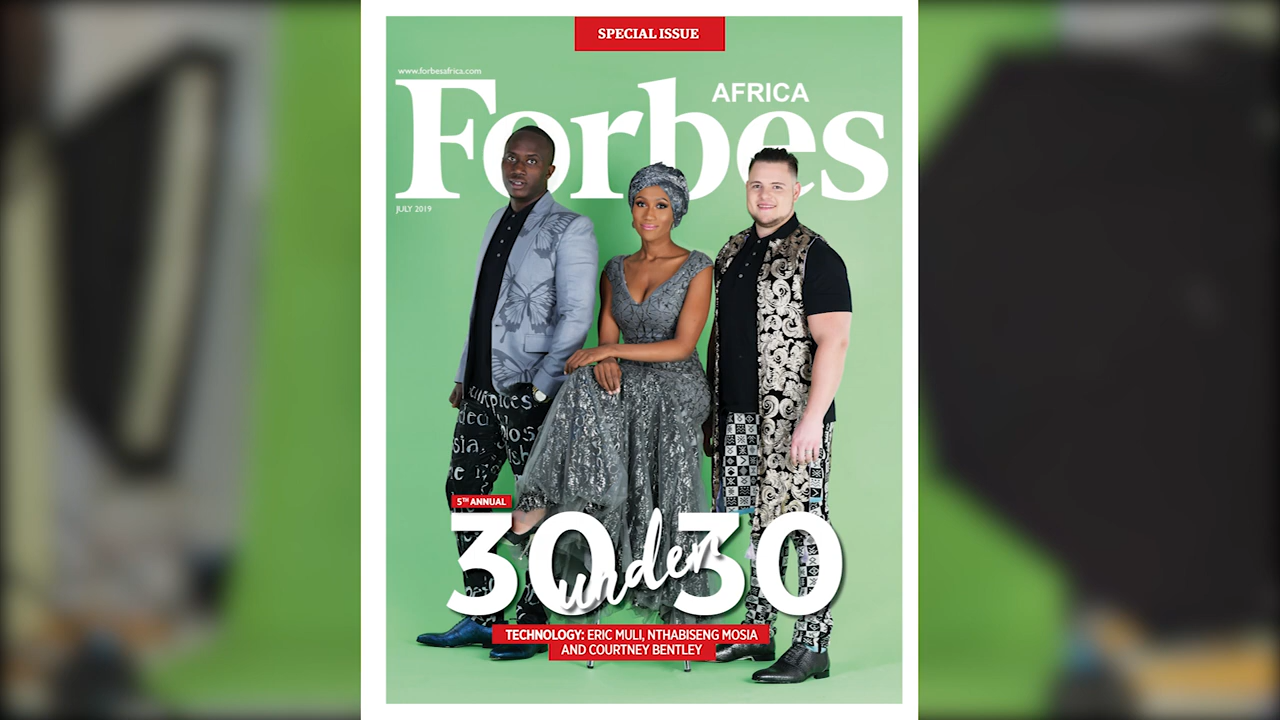 SPECIAL ISSUE
www.forbesafrica.com
AFRICA
Forbes
JULY 2019
5TH ANNUAL
30 under 30
TECHNOLOGY: ERIC MULI, NTHABISENG MOSIA
AND COURTNEY BENTLEY